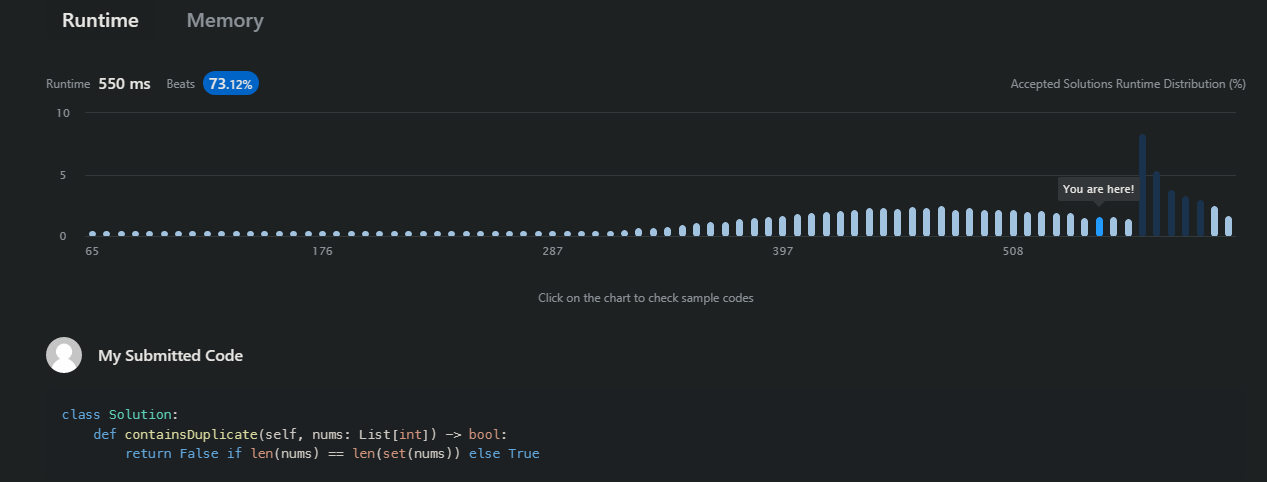 Runtime Memory
Runtime 550 ms Beats 73.12% Accepted Solutions Runtime Distribution (%)
10
5
You are here!
0
65 176 287 397 508
Click on the chart to check sample codes
My Submitted Code
class Solution:
    def containsDuplicate(self, nums: List[int]) -> bool:
        return False if len(nums) == len(set(nums)) else True